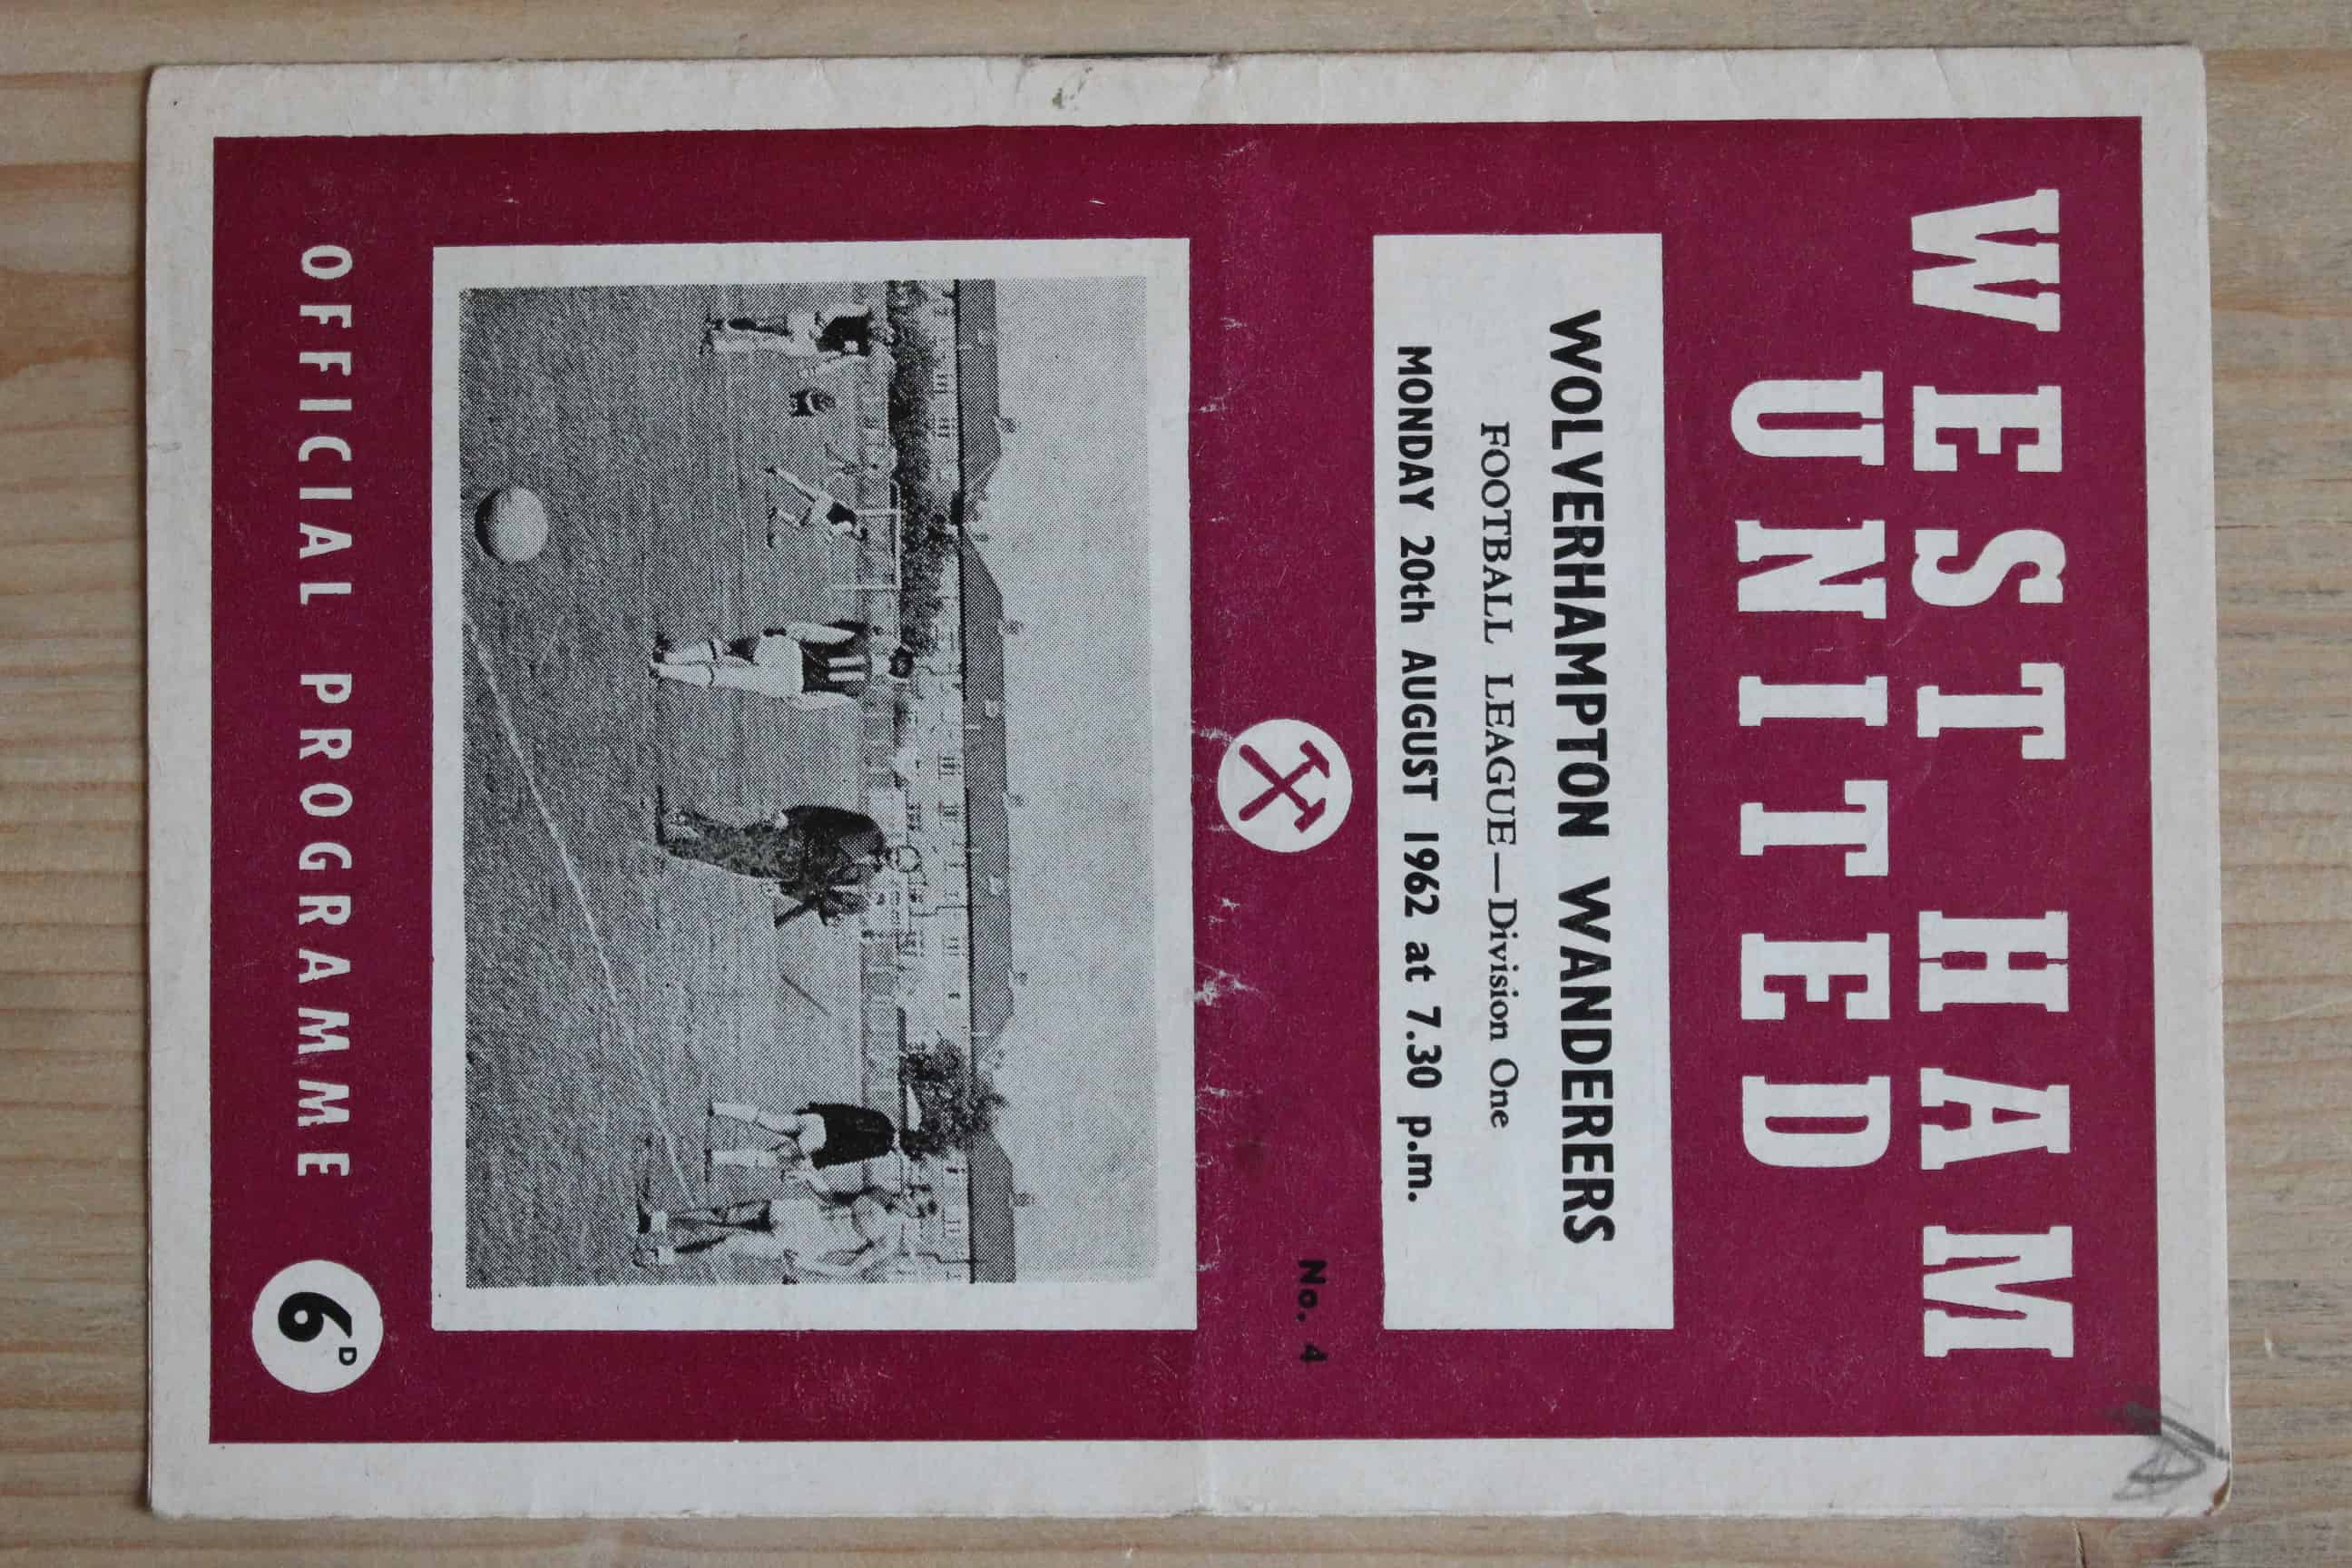 WEST HAM
UNITED
WOLVERHAMPTON WANDERERS
FOOTBALL LEAGUE—Division One
MONDAY 20th AUGUST 1962 at 7.30 p.m.
No. 4
OFFICIAL PROGRAMME
6D